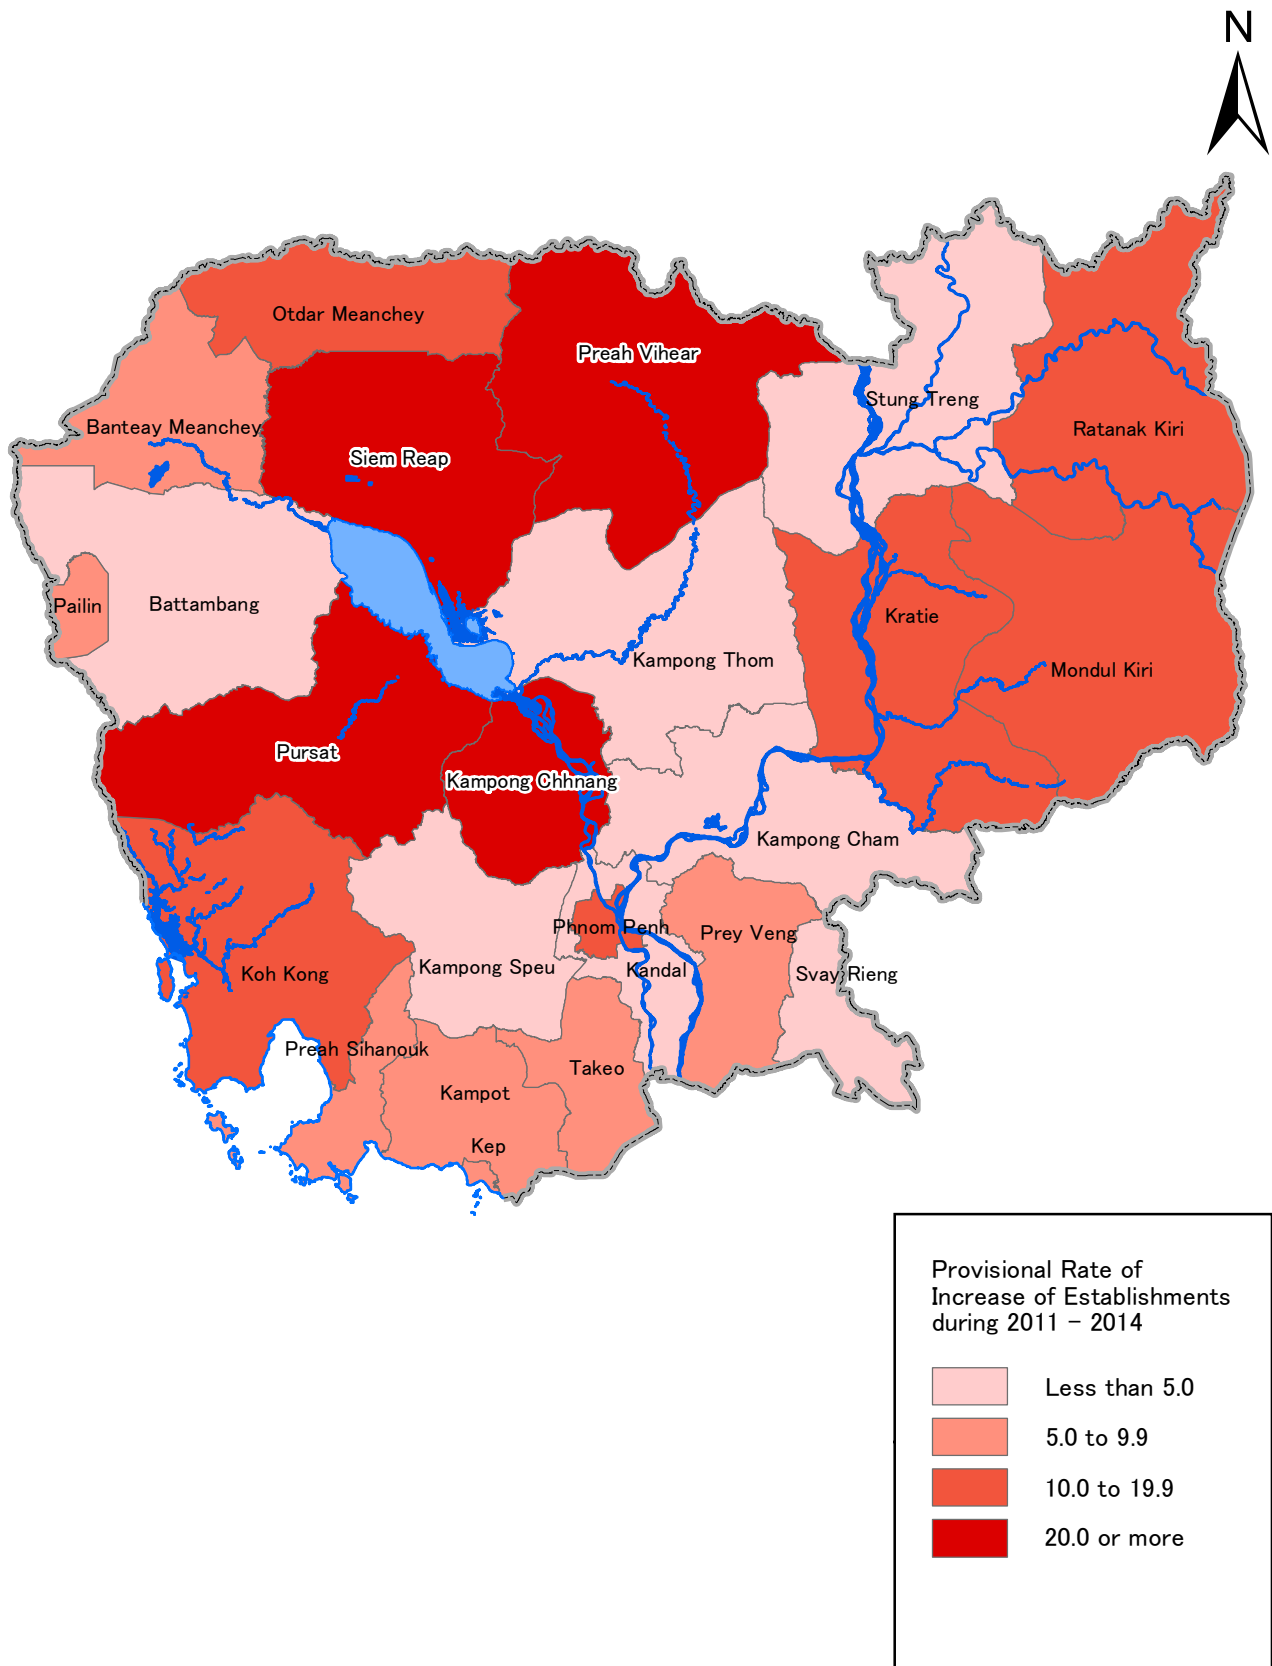 N
Otdar Meanchey
Preah Vihear
Stung Treng
Banteay Meanchey
Ratanak Kiri
Siem Reap
Pailin
Battambang
Kratie
Kampong Thom
Mondul Kiri
Pursat
Kampong Chhnang
Kampong Cham
Phnom Penh
Prey Veng
Kampong Speu
Kandal
Svay Rieng
Koh Kong
Preah Sihanouk
Takeo
Kampot
Kep
Provisional Rate of
Increase of Establishments
during 2011 - 2014
Less than 5.0
5.0 to 9.9
10.0 to 19.9
20.0 or more